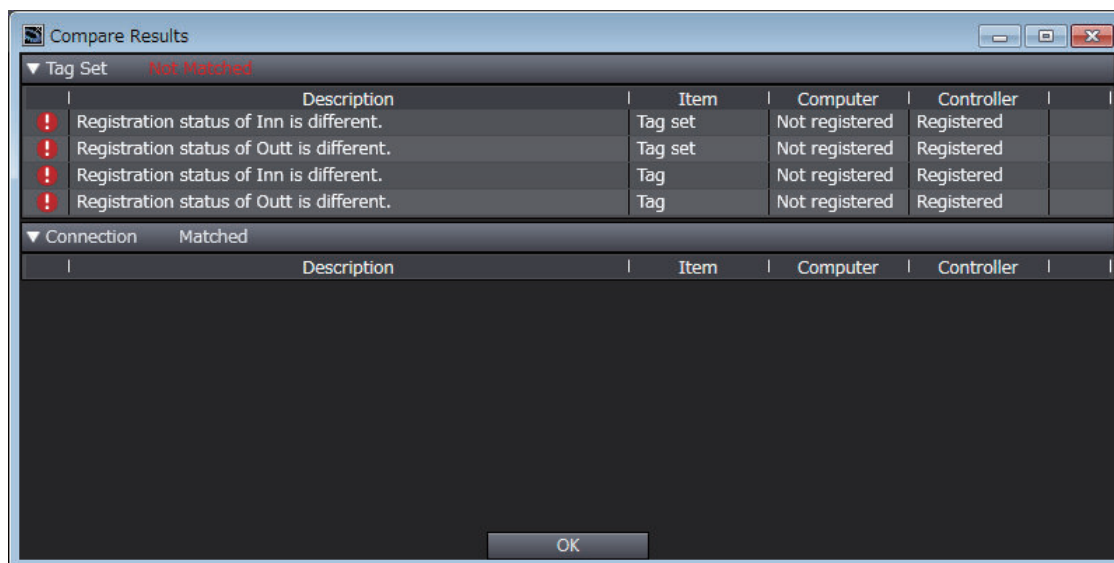 Compare Results
Tag Set Not Matched
Description Item Computer Controller
Registration status of Inn is different. Tag set Not registered Registered
Registration status of Outt is different. Tag set Not registered Registered
Registration status of Inn is different. Tag Not registered Registered
Registration status of Outt is different. Tag Not registered Registered
Connection Matched
Description Item Computer Controller
OK